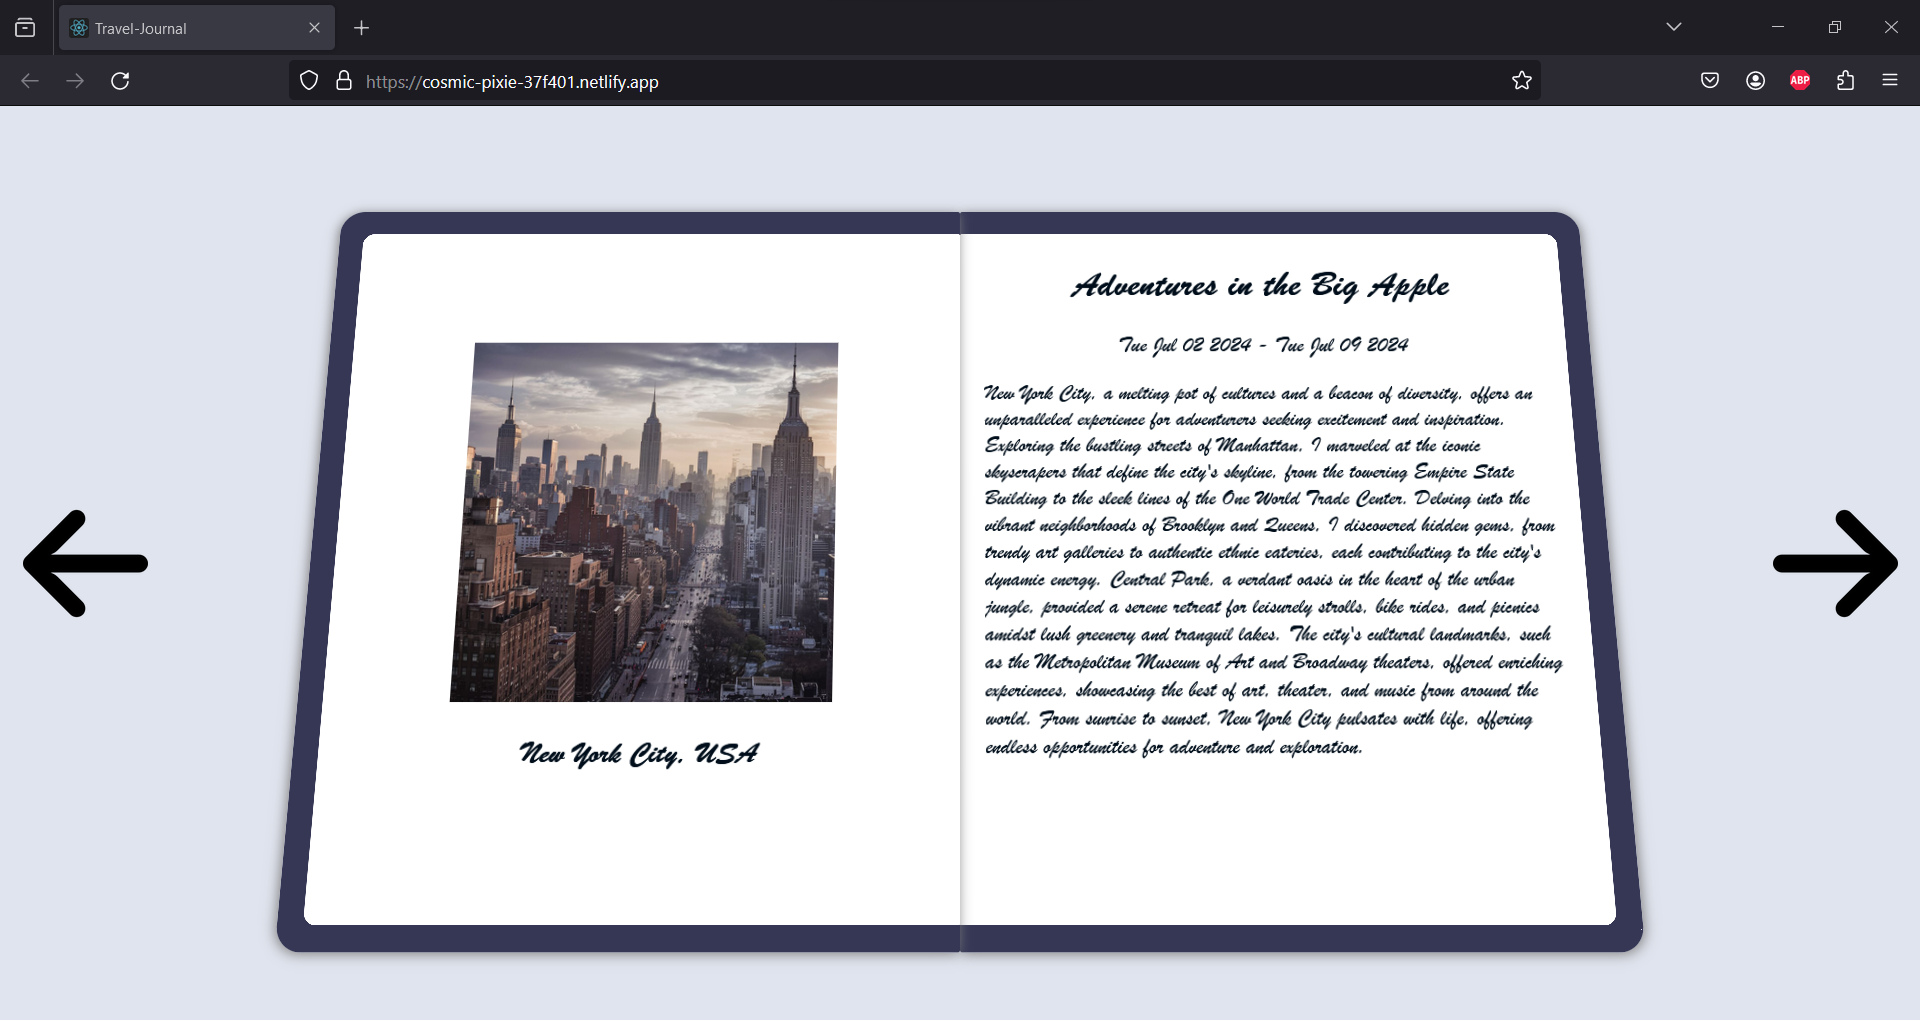 Travel-Journal
https://cosmic-pixie-37f401.netlify.app
ABP
New York City, USA
Adventures in the Big Apple
Tue Jul 02 2024 - Tue Jul 09 2024
New York City, a melting pot of cultures and a beacon of diversity, offers an
unparalleled experience for adventurers seeking excitement and inspiration.
Exploring the bustling streets of Manhattan, I marveled at the iconic
skyscrapers that define the city's skyline, from the towering Empire State
Building to the sleek lines of the One World Trade Center. Delving into the
vibrant neighborhoods of Brooklyn and Queens, I discovered hidden gems, from
trendy art galleries to authentic ethnic eateries, each contributing to the city's
dynamic energy. Central Park, a verdant oasis in the heart of the urban
jungle, provided a serene retreat for leisurely strolls, bike rides, and picnics
amidst lush greenery and tranquil lakes. The city's cultural landmarks, such
as the Metropolitan Museum of Art and Broadway theaters, offered enriching
experiences, showcasing the best of art, theater, and music from around the
world. From sunrise to sunset, New York City pulsates with life, offering
endless opportunities for adventure and exploration.